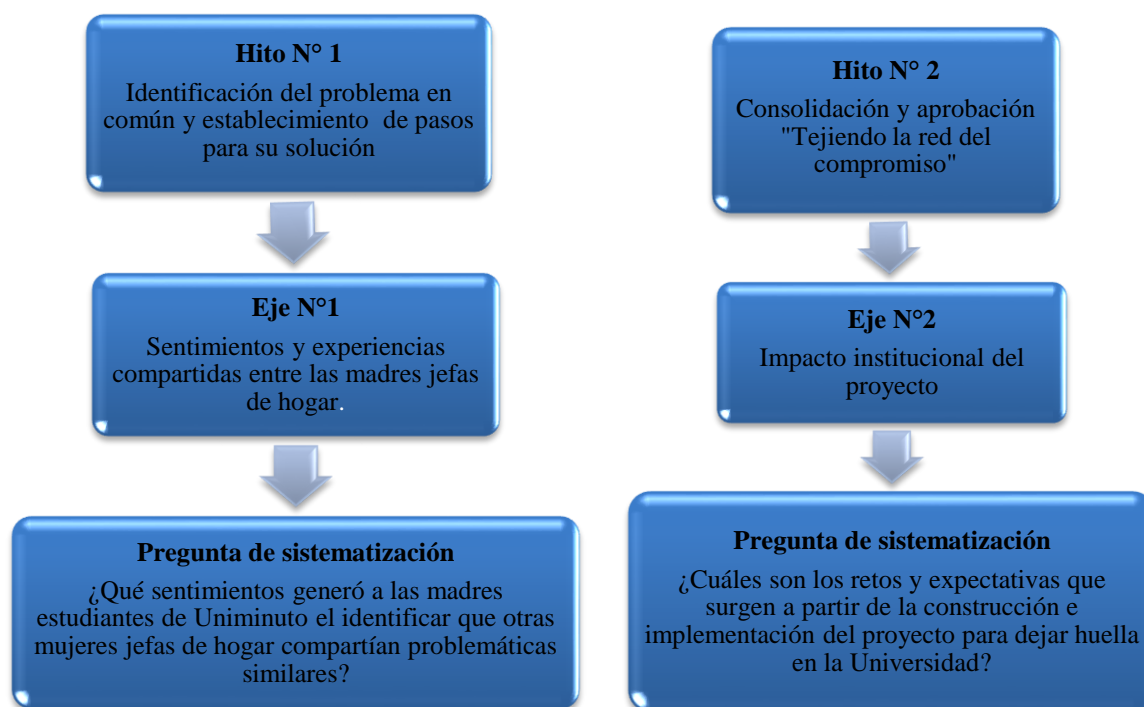 Hito N° 1
Identificación del problema en
común y establecimiento de pasos
para su solución
Eje N°1
Sentimientos y experiencias
compartidas entre las madres jefas
de hogar.
Pregunta de sistematización
¿Qué sentimientos generó a las madres
estudiantes de Uniminuto el identificar que otras
mujeres jefas de hogar compartían problemáticas
similares?
Hito N° 2
Consolidación y aprobación
"Tejiendo la red del
compromiso"
Eje N°2
Impacto institucional del
proyecto
Pregunta de sistematización
¿Cuáles son los retos y expectativas que
surgen a partir de la construcción e
implementación del proyecto para dejar huella
en la Universidad?